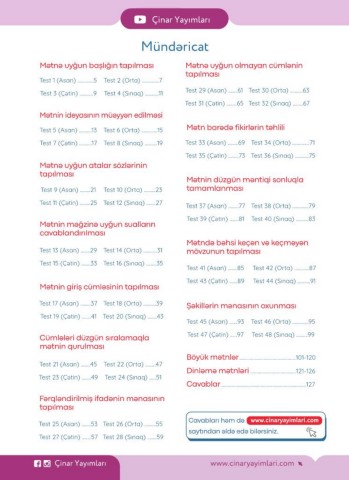 Çinar Yayımları
Mündəricat
Mətnə uyğun başlığın tapılması
Test 1 (Asan) ..........5 Test 2 (Orta) .........7
Test 3 (Çətin) .........9 Test 4 (Sınaq) .......11
Mətnin ideyasının müəyyən edilməsi
Test 5 (Asan) ........13 Test 6 (Orta) ........15
Test 7 (Çətin) .......17 Test 8 (Sınaq) .......19
Mətnə uyğun atalar sözlərinin
tapılması
Test 9 (Asan) .......21 Test 10 (Orta) .......23
Test 11 (Çətin) ......25 Test 12 (Sınaq) ......27
Mətnin məğzinə uyğun sualların
cavablandırılması
Test 13 (Asan) ......29 Test 14 (Orta) .......31
Test 15 (Çətin) .....33 Test 16 (Sınaq) .....35
Mətnin giriş cümləsinin tapılması
Test 17 (Asan) ......37 Test 18 (Orta) .......39
Test 19 (Çətin) .....41 Test 20 (Sınaq) .....43
Cümlələri düzgün sıralamaqla
mətnin qurulması
Test 21 (Asan) ......45 Test 22 (Orta) ......47
Test 23 (Çətin) .....49 Test 24 (Sınaq) .....51
Fərqləndirilmiş ifadənin mənasının
tapılması
Test 25 (Asan) .....53 Test 26 (Orta) ......55
Test 27 (Çətin) .....57 Test 28 (Sınaq) .....59
Mətnə uyğun olmayan cümlənin
tapılması
Test 29 (Asan) ......61 Test 30 (Orta) ........63
Test 31 (Çətin) ......65 Test 32 (Sınaq) ......67
Mətn barədə fikirlərin təhlili
Test 33 (Asan) ......69 Test 34 (Orta) ........71
Test 35 (Çətin) .....73 Test 36 (Sınaq) ......75
Mətnin düzgün məntiqi sonluqla
tamamlanması
Test 37 (Asan) ......77 Test 38 (Orta) ........79
Test 39 (Çətin) .....81 Test 40 (Sınaq) ......83
Mətndə bəhsi keçən və keçməyən
mövzunun tapılması
Test 41 (Asan) ......85 Test 42 (Orta) ........87
Test 43 (Çətin) .....89 Test 44 (Sınaq) ......91
Şəkillərin mənasının oxunması
Test 45 (Asan) .....93 Test 46 (Orta) ........95
Test 47 (Çətin) .....97 Test 48 (Sınaq) ......99
Böyük mətnlər ..................101-120
Dinləmə mətnləri ..............121-126
Cavablar ..............................127
Cavabları həm də www.cinaryayimlari.com
saytından əldə edə bilərsiniz.
Çinar Yayımları
www.cinaryayimlari.com